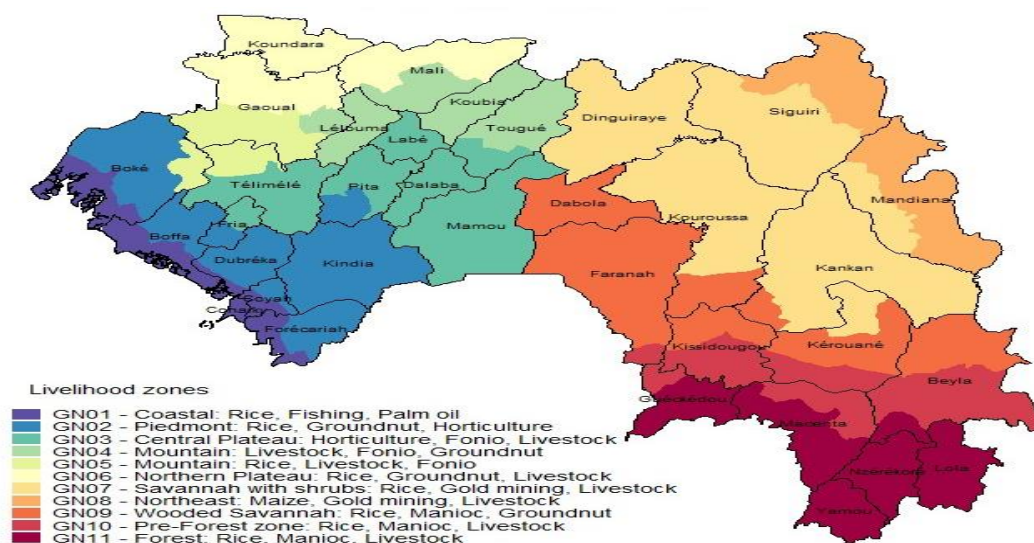 Koundara
Mali
Gaoual
Koubia
Lélouma
Tougué
Labé
Dinguiraye
Siguiri
Boké
Télimélé
Pita
Dalaba
Dabola
Mandiana
Fria
Boffa
Mamou
Kouroussa
Dubréka
Kindia
Faranah
Kankan
Coyah
Conakry
Forécariah
Kissidougou
Kérouané
Beyla
Guéckédou
Macenta
Nzérékoré
Lola
Yomou
Livelihood zones
GN01 - Coastal: Rice, Fishing, Palm oil
GN02 - Piedmont: Rice, Groundnut, Horticulture
GN03 - Central Plateau: Horticulture, Fonio, Livestock
GN04 - Mountain: Livestock, Fonio, Groundnut
GN05 - Mountain: Rice, Livestock, Fonio
GN06 - Northern Plateau: Rice, Groundnut, Livestock
GN07 - Savannah with shrubs: Rice, Gold mining, Livestock
GN08 - Northeast: Maize, Gold mining, Livestock
GN09 - Wooded Savannah: Rice, Manioc, Groundnut
GN10 - Pre-Forest zone: Rice, Manioc, Livestock
GN11 - Forest: Rice, Manioc, Livestock